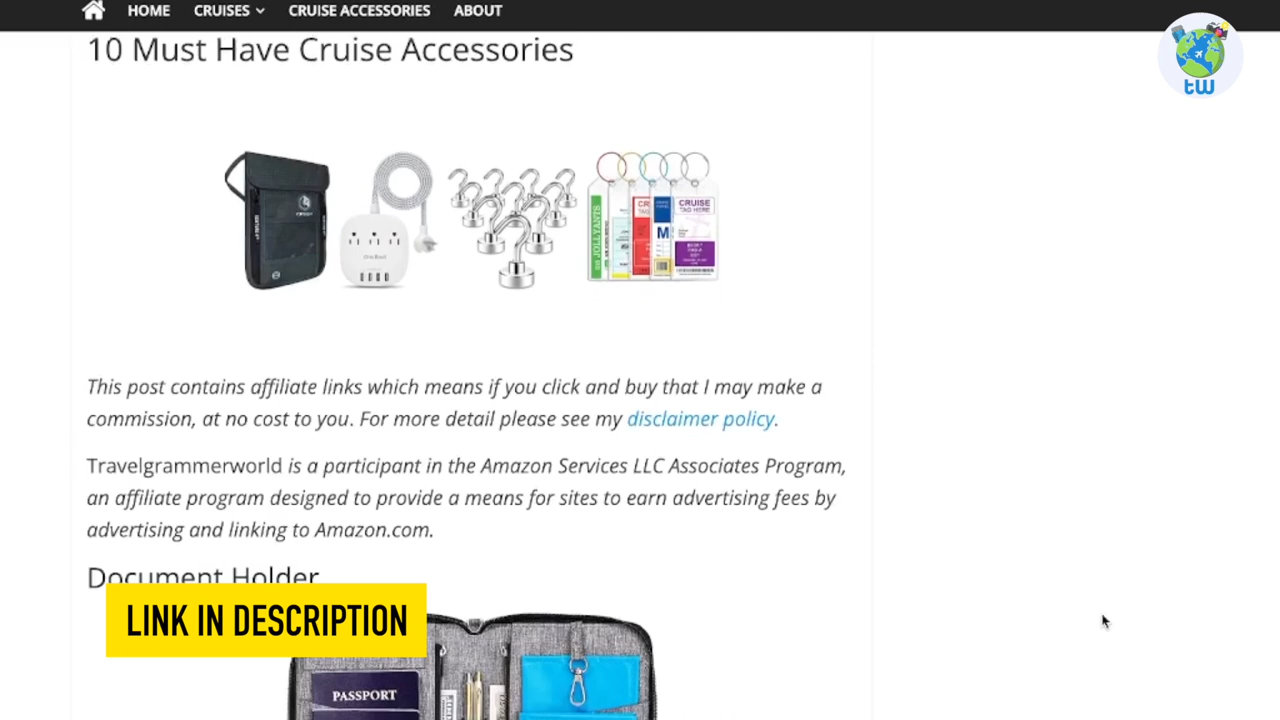 HOME CRUISES CRUISE ACCESSORIES ABOUT
tw
10 Must Have Cruise Accessories
CRUISE
TAG HERE
This post contains affiliate links which means if you click and buy that I may make a
commission, at no cost to you. For more detail please see my disclaimer policy.
Travelgrammerworld is a participant in the Amazon Services LLC Associates Program,
an affiliate program designed to provide a means for sites to earn advertising fees by
advertising and linking to Amazon.com.
Document Holder
LINK IN DESCRIPTION
PASSPORT